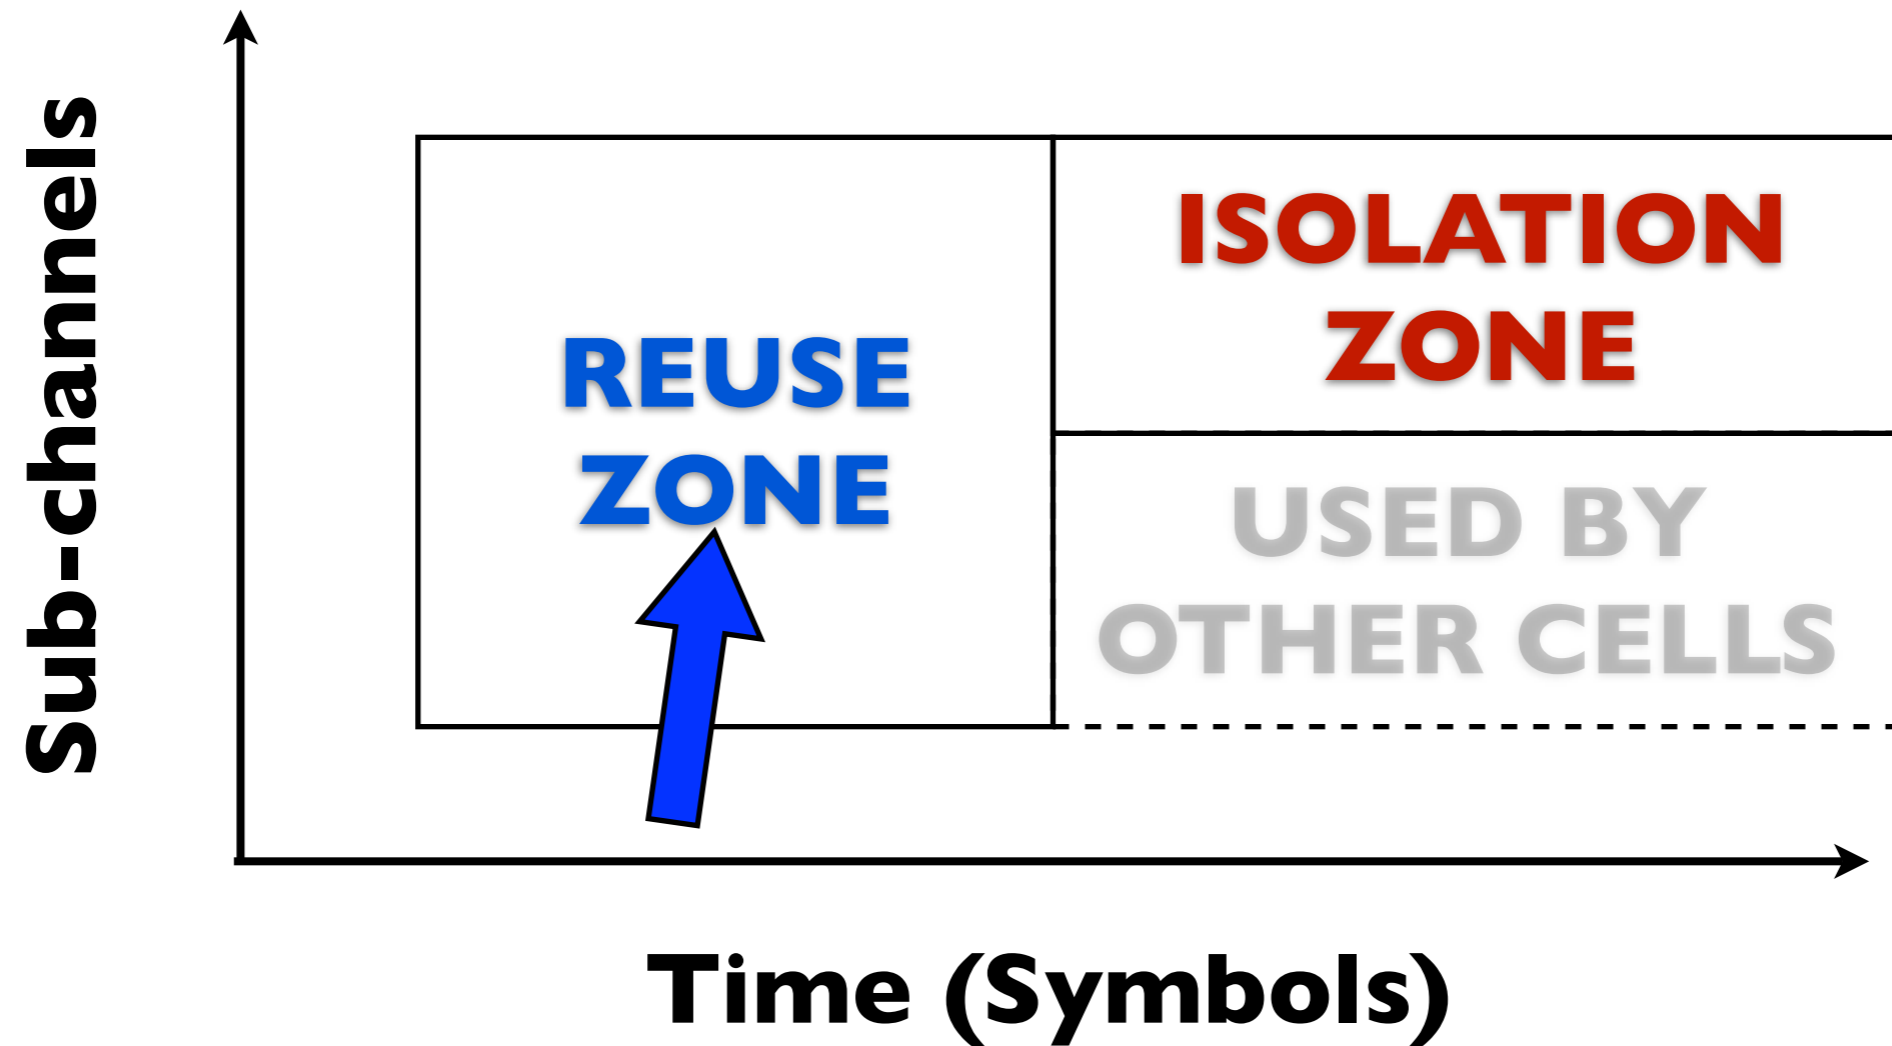 Sub-channels
REUSE
ZONE
ISOLATION
ZONE
USED BY
OTHER CELLS
Time (Symbols)